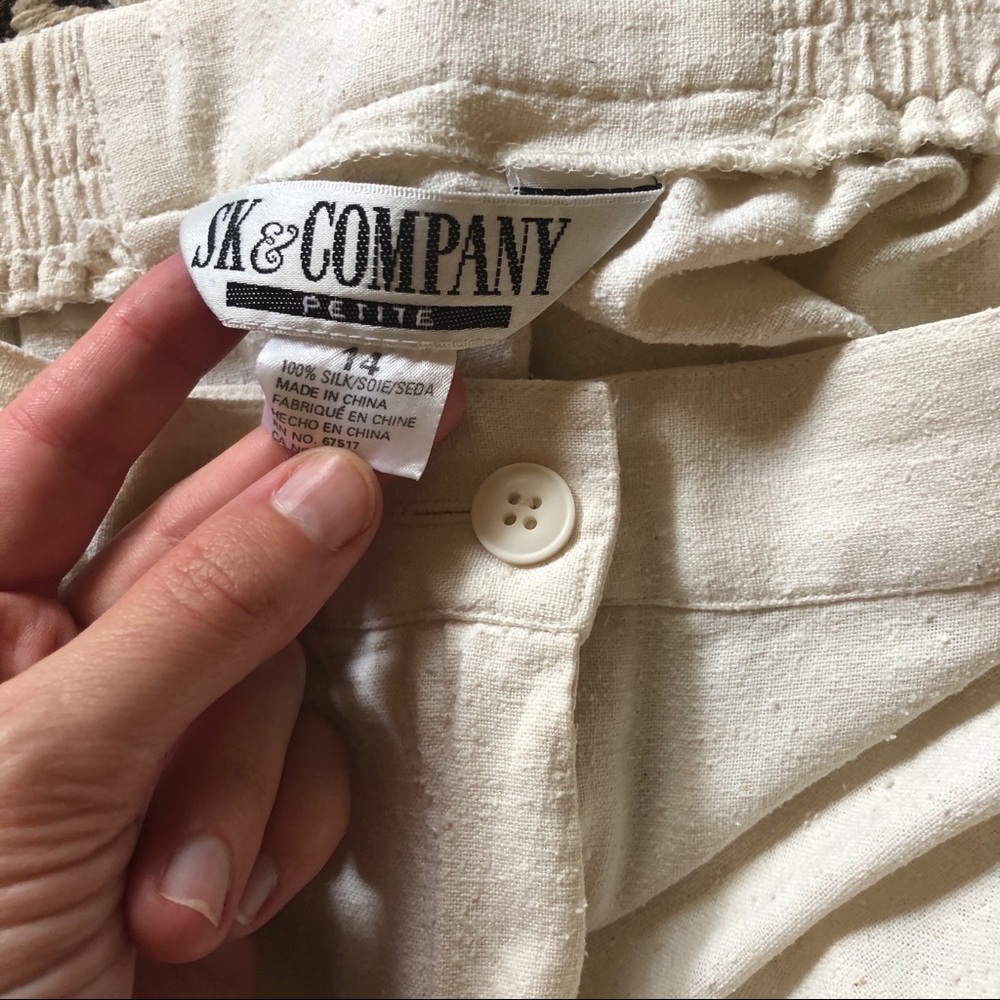 SK & COMPANY
PETITE
14
100% SILK/SOIE/SEDA
MADE IN CHINA
FABRIQUÉ EN CHINE
HECHO EN CHINA
RN NO. 67517